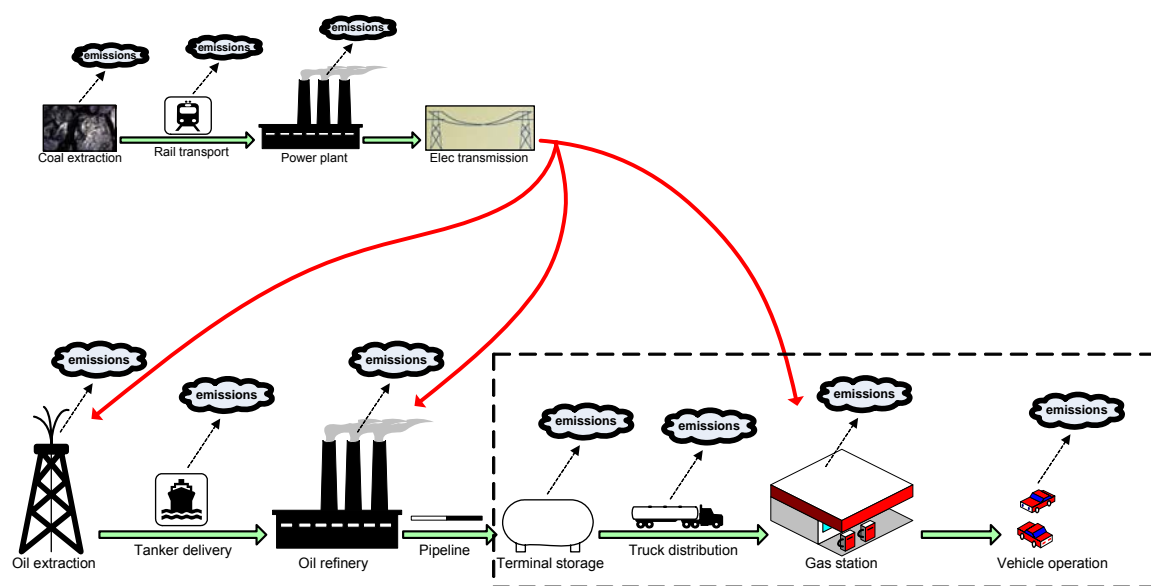 emissions
emissions
emissions
Coal extraction
Rail transport
Power plant
Elec transmission
emissions
emissions
emissions
emissions
emissions
emissions
emissions
Oil extraction
Tanker delivery
Oil refinery
Pipeline
Terminal storage
Truck distribution
Gas station
Vehicle operation